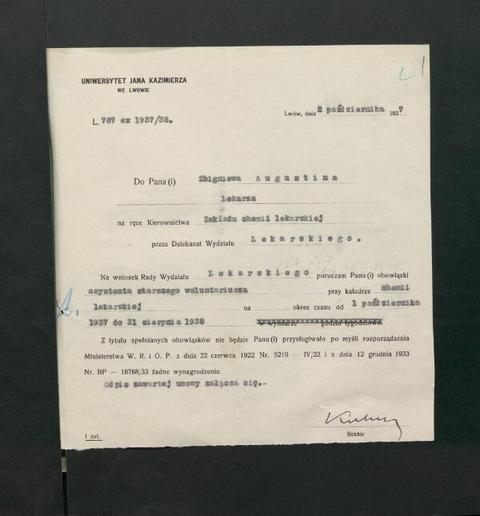 UNIWERSYTET JANA KAZIMIERZA
WE LWOWIE
L. 767 ex 1937/38.
Lwów, dnia 2 października 1937
Do Pana(i) Zbigniewa Augustina
lekarza
na ręce Kierownictwa Zakładu chemii lekarskiej
przez Dziekanat Wydziału Lekarskiego.
Na wniosek Rady Wydziału Lekarskiego poruczam Panu(i) obowiązki
asystenta starszego woluntariusza przy katedrze chemii
lekarskiej na okres czasu od 1 października
1937 do 31 sierpnia 1938 w wymiarze godzin tygodniowo.
Z tytułu spełnianych obowiązków nie będzie Panu(i) przysługiwało po myśli rozporządzenia
Ministerstwa W. R. i O. P. z dnia 22 czerwca 1922 Nr. 5219 — IV/22 i z dnia 12 grudnia 1933
Nr. BP — 18788/33 żadne wynagrodzenie.
Odpis zawartej umowy załącza się.-
Rektor
1 zał.